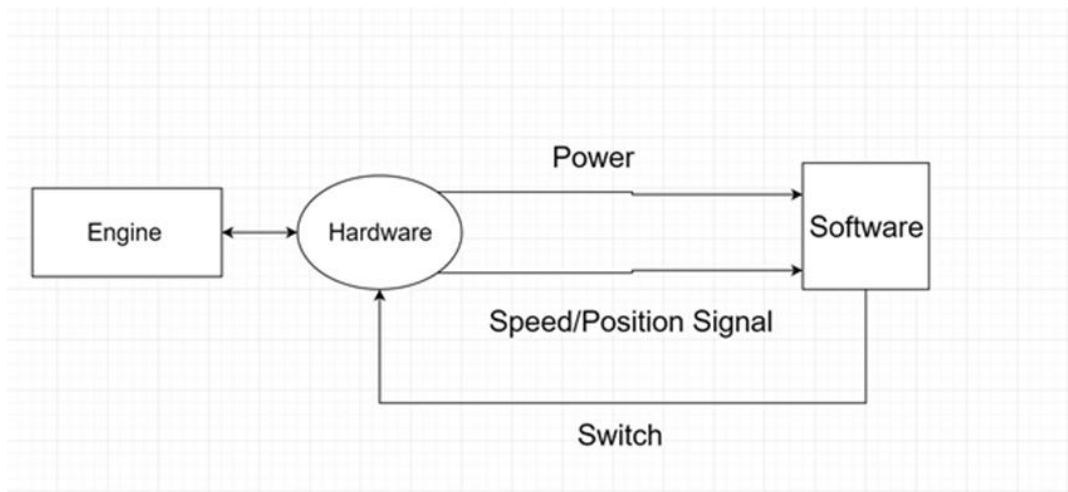 Power
Engine
Hardware
Software
Speed/Position Signal
Switch